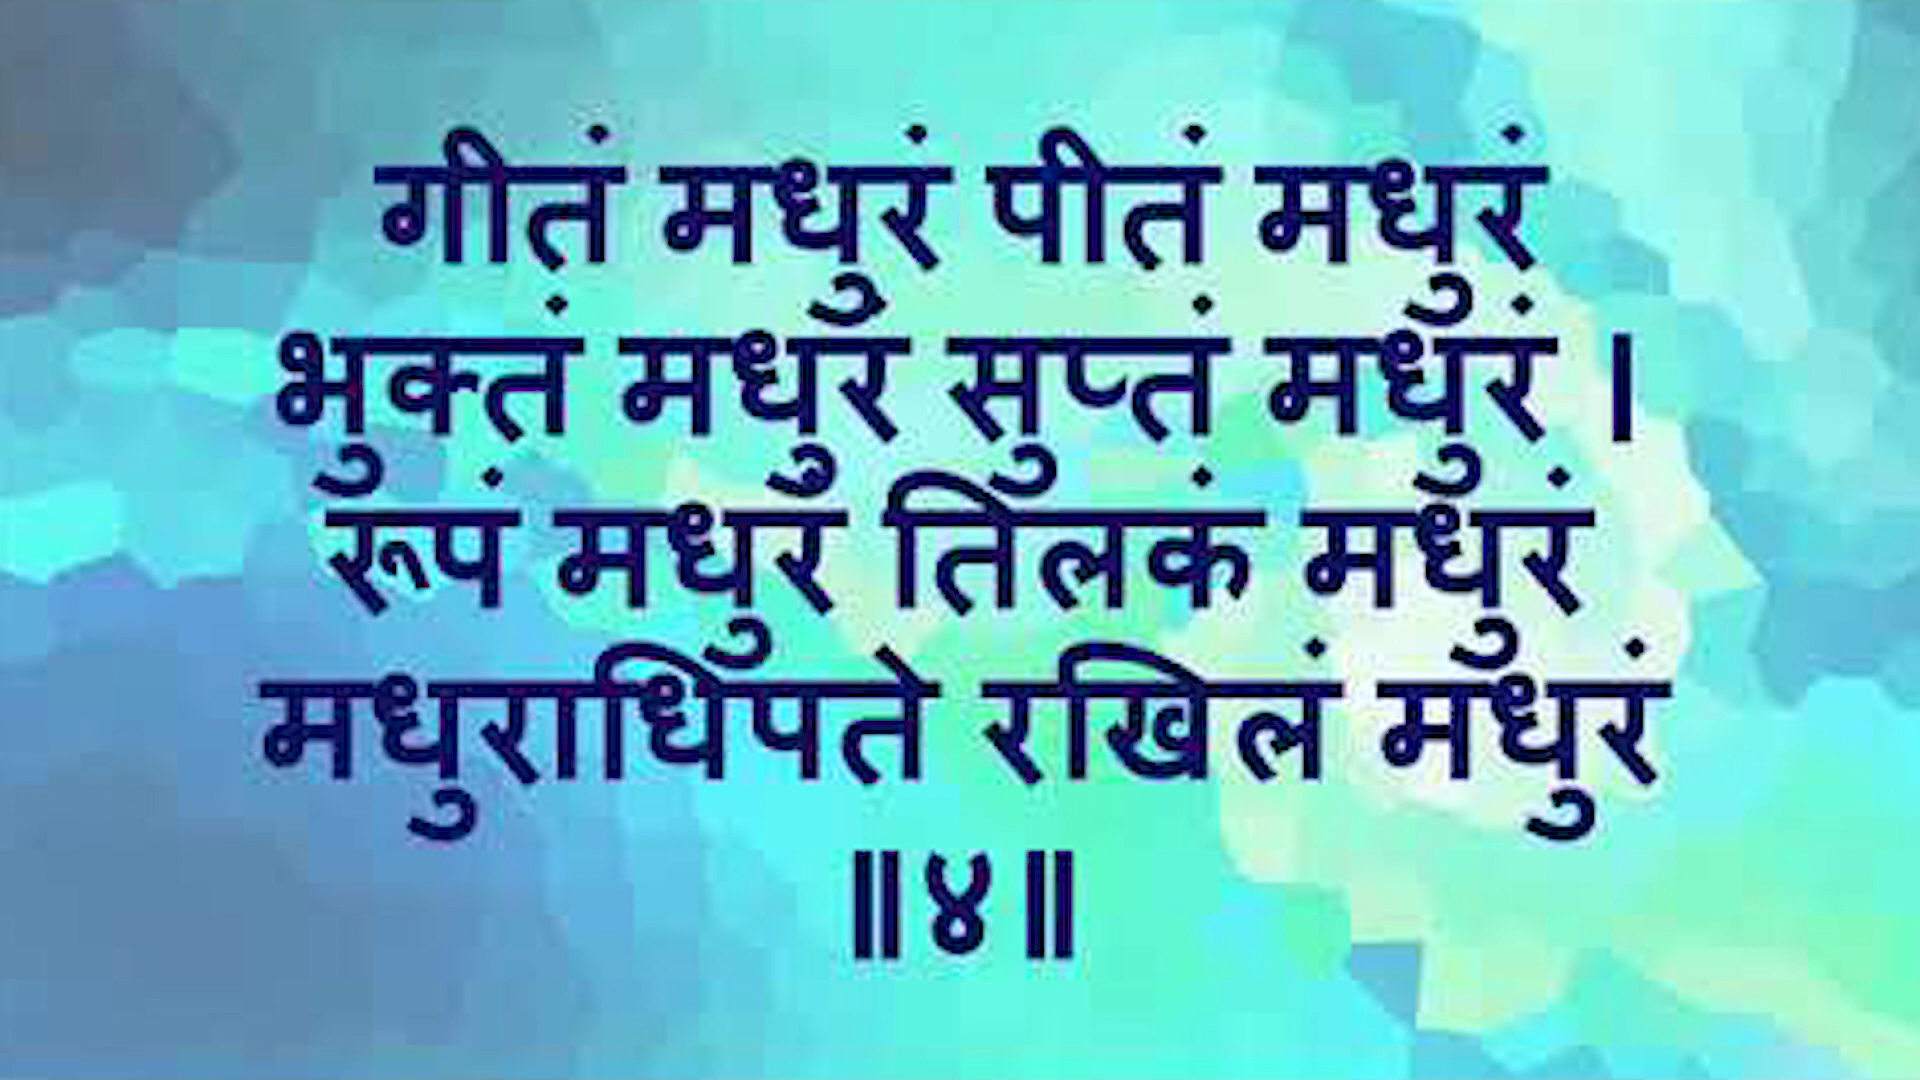 गीतं मधुरं पीतं मधुरं
भुक्तं मधुरं सुप्तं मधुरं ।
रूपं मधुरं तिलकं मधुरं
मधुराधिपते रखिलं मधुरं
॥४॥